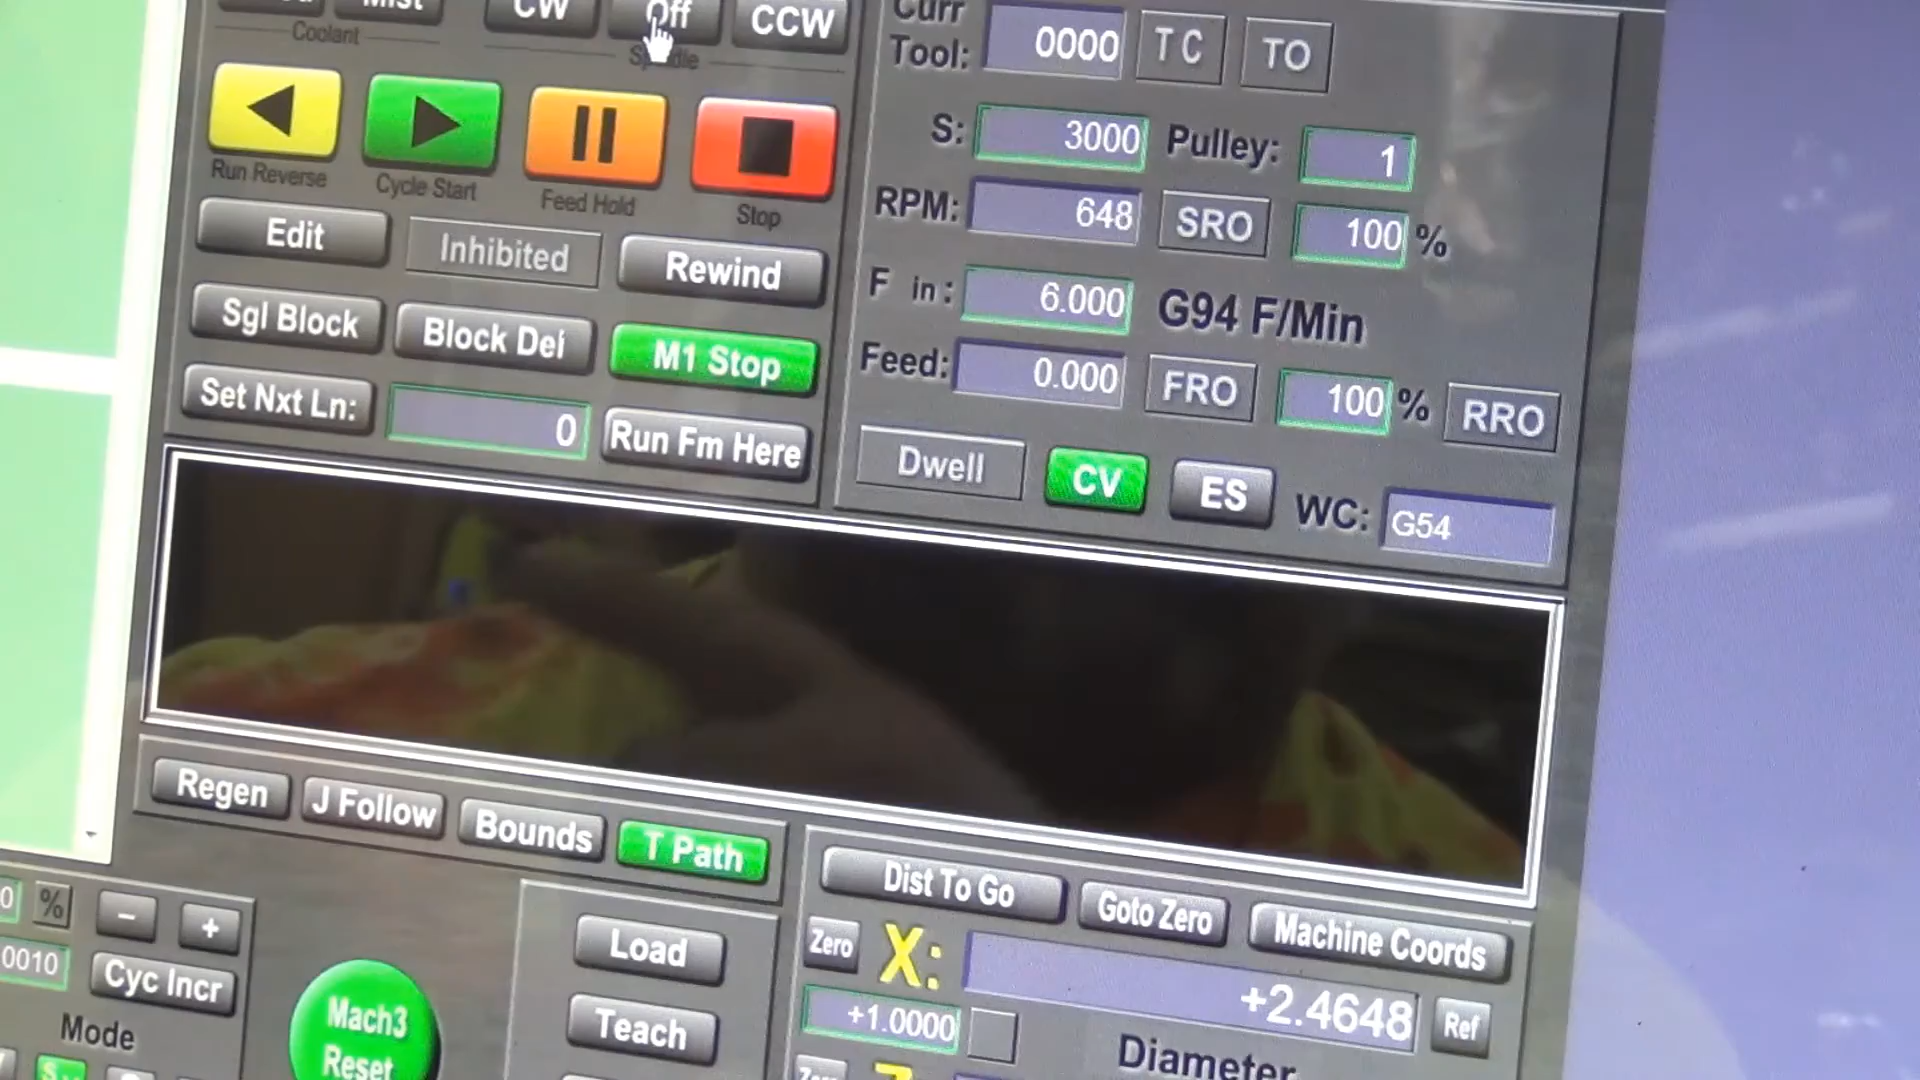 Mist CW Off CCW
Coolant
Curr
Tool: 0000 TC TO
Run Reverse Cycle Start Feed Hold Stop
S: 3000 Pulley: 1
RPM: 648 SRO 100 %
Edit Inhibited Rewind
F in: 6.000 G94 F/Min
Sgl Block Block Del M1 Stop
Feed: 0.000 FRO 100 % RRO
Set Nxt Ln: 0 Run Fm Here
Dwell CV ES WC: G54
Regen J Follow Bounds T Path
Dist To Go Goto Zero Machine Coords
% - +
Load
Zero X: +2.4648 Ref
0010 Cyc Incr
Mach3
Reset
Teach
+1.0000
Mode
Diameter